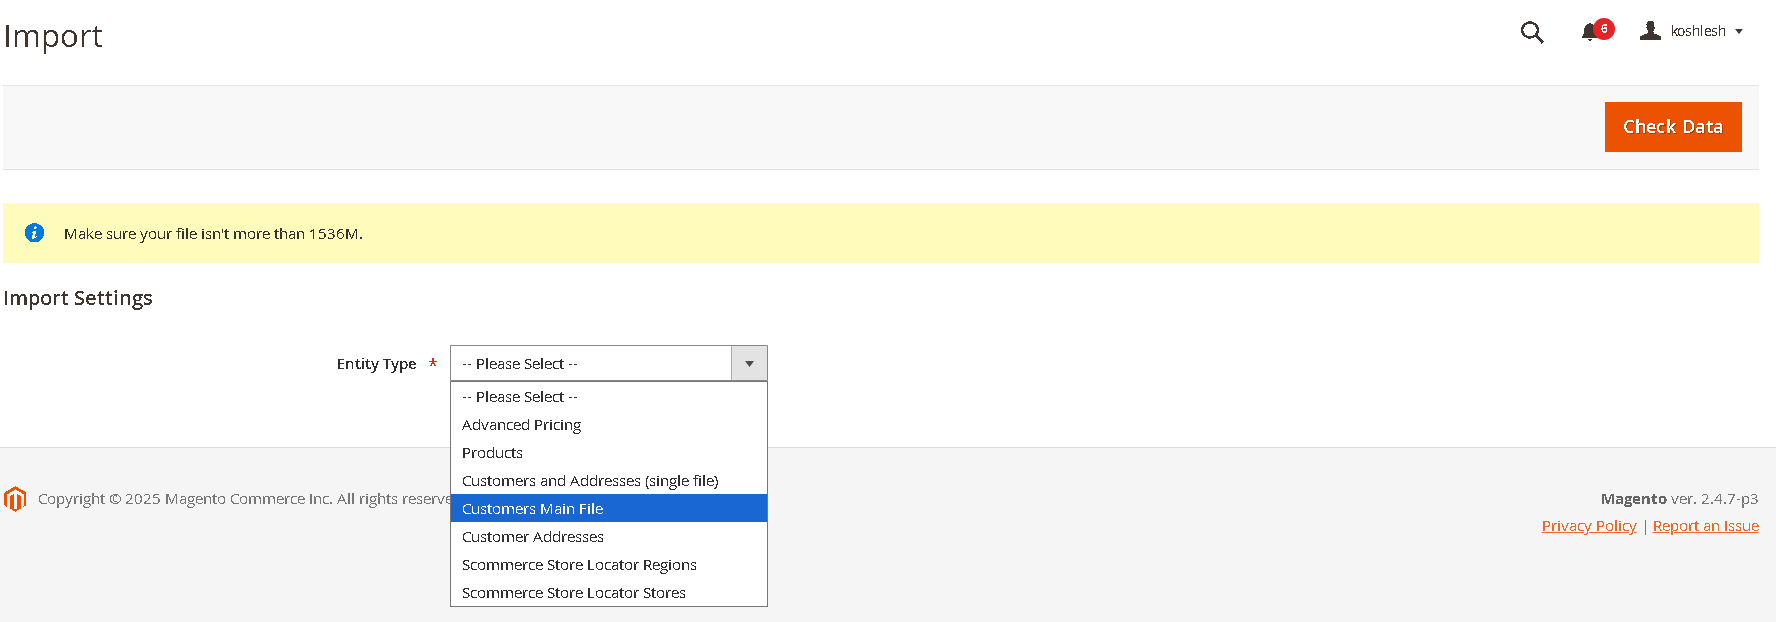 Import
6
koshlesh
Check Data
Make sure your file isn't more than 1536M.
Import Settings
Entity Type *
-- Please Select --
-- Please Select --
Advanced Pricing
Products
Customers and Addresses (single file)
Customers Main File
Customer Addresses
Scommerce Store Locator Regions
Scommerce Store Locator Stores
Copyright © 2025 Magento Commerce Inc. All rights reserve
Magento ver. 2.4.7-p3
Privacy Policy | Report an Issue